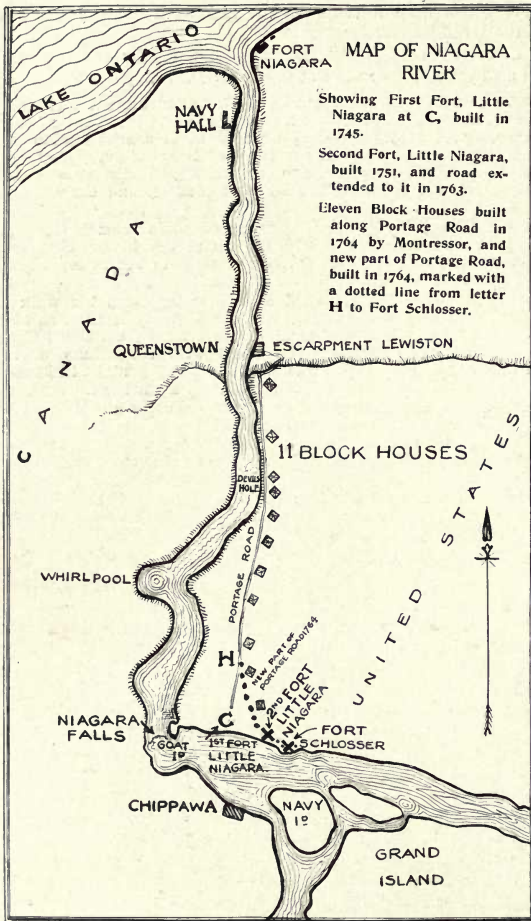 MAP OF NIAGARA
RIVER
Showing First Fort, Little
Niagara at C, built in
1745.
Second Fort, Little Niagara,
built 1751, and road ex-
tended to it in 1763.
Eleven Block Houses built
along Portage Road in
1764 by Montressor, and
new part of Portage Road,
built in 1764, marked with
a dotted line from letter
H to Fort Schlosser.
LAKE ONTARIO
FORT
NIAGARA
NAVY
HALL
CANADA
QUEENSTOWN
ESCARPMENT LEWISTON
11 BLOCK HOUSES
DEVILS
HOLE
UNITED STATES
PORTAGE ROAD
WHIRLPOOL
H
NEW PART OF
PORTAGE ROAD 1764
2ND FORT
LITTLE
NIAGARA
NIAGARA
FALLS
GOAT
ID
C
1ST FORT
LITTLE
NIAGARA
FORT
SCHLOSSER
CHIPPAWA
NAVY
ID
GRAND
ISLAND